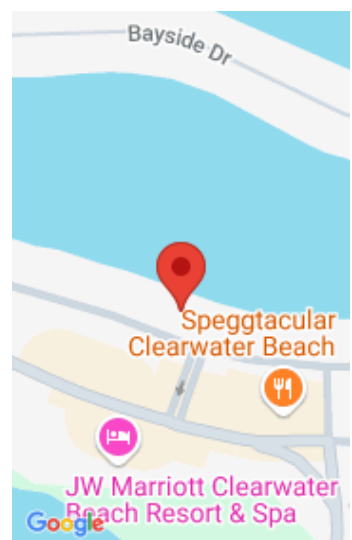 Bayside Dr
Speggtacular
Clearwater Beach
JW Marriott Clearwater
Beach Resort & Spa
Google